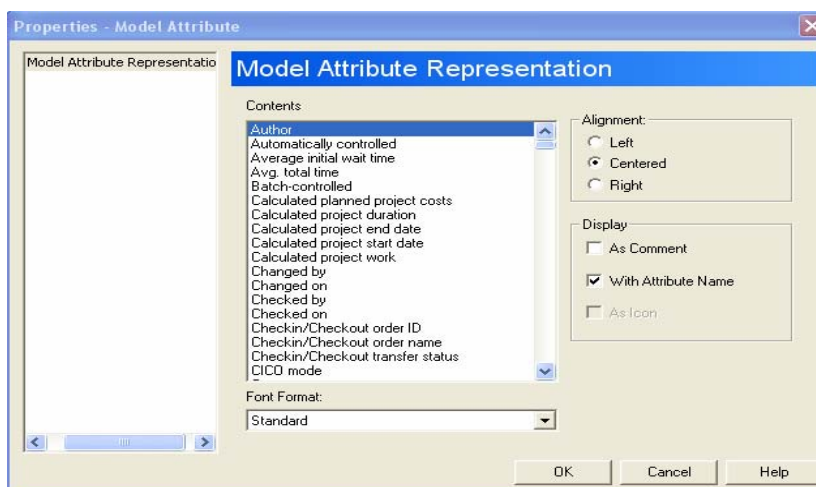 Properties - Model Attribute
Model Attribute Representatio
Model Attribute Representation
Contents
Author
Automatically controlled
Average initial wait time
Avg. total time
Batch-controlled
Calculated planned project costs
Calculated project duration
Calculated project end date
Calculated project start date
Calculated project work
Changed by
Changed on
Checked by
Checked on
Checkin/Checkout order ID
Checkin/Checkout order name
Checkin/Checkout transfer status
CICO mode
Font Format:
Standard
Alignment:
Left
Centered
Right
Display
As Comment
With Attribute Name
As Icon
OK
Cancel
Help